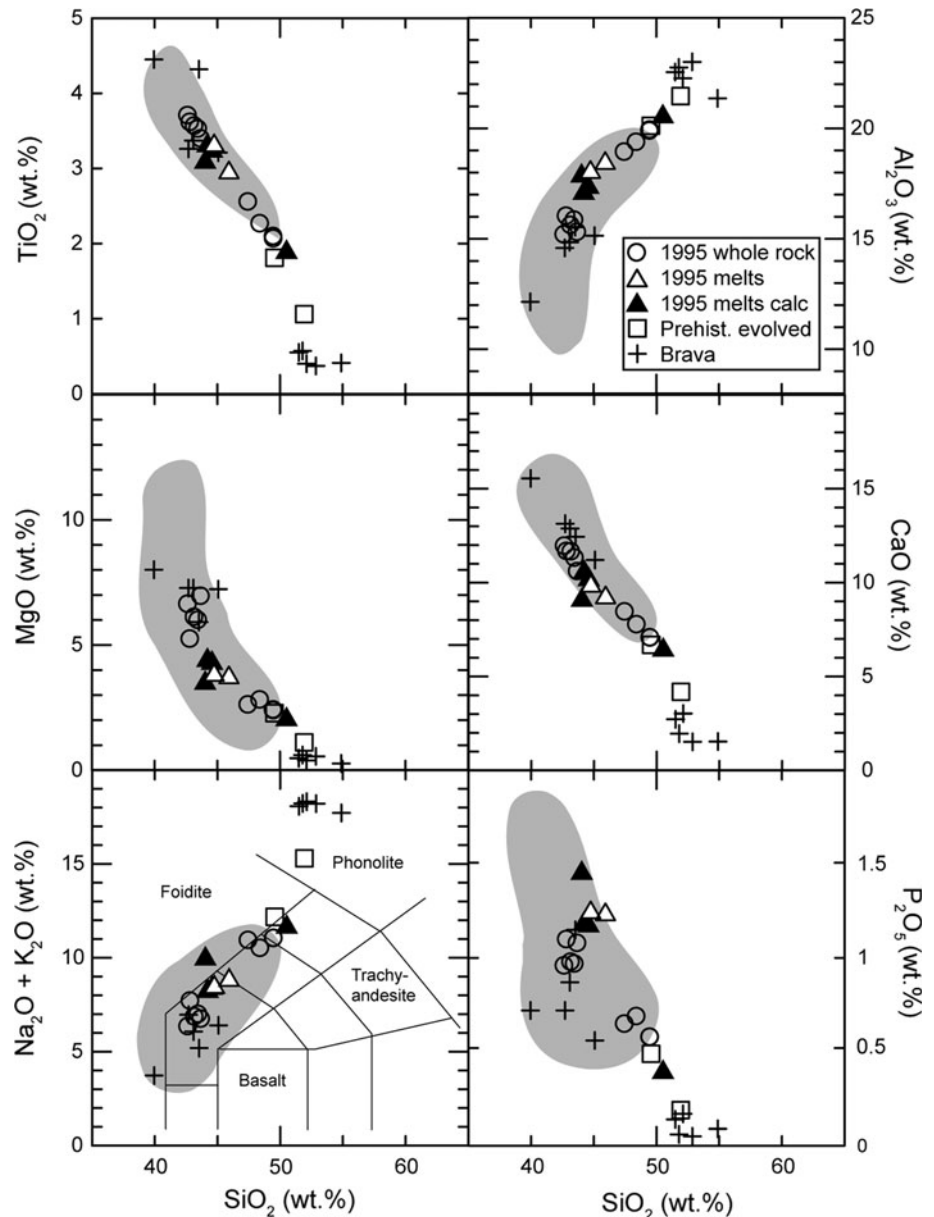 5
4
3
2
1
0
TiO2 (wt.%)
25
20
15
10
Al2O3 (wt.%)
1995 whole rock
1995 melts
1995 melts calc
Prehist. evolved
Brava
10
5
0
MgO (wt.%)
15
10
5
0
CaO (wt.%)
15
10
5
0
Na2O + K2O (wt.%)
Foidite
Phonolite
Trachy-
andesite
Basalt
1.5
1
0.5
0
P2O5 (wt.%)
40
50
60
SiO2 (wt.%)
40
50
60
SiO2 (wt.%)